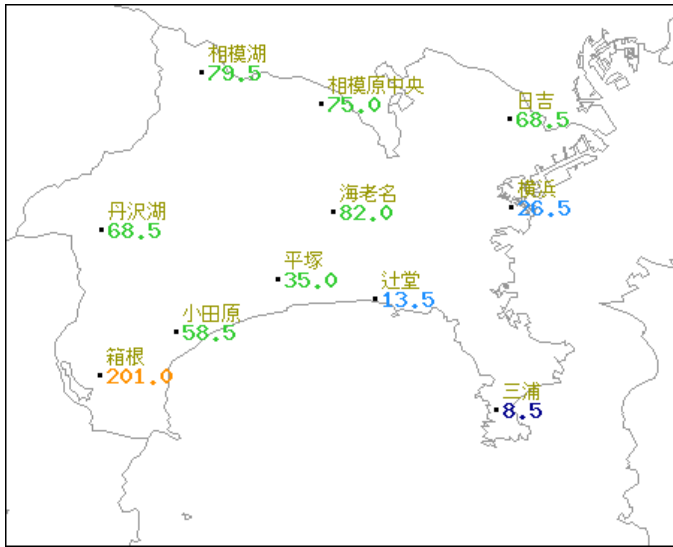 相模湖
79.5
相模原中央
75.0
日吉
68.5
丹沢湖
68.5
海老名
82.0
横浜
26.5
平塚
35.0
辻堂
13.5
小田原
58.5
箱根
201.0
三浦
8.5